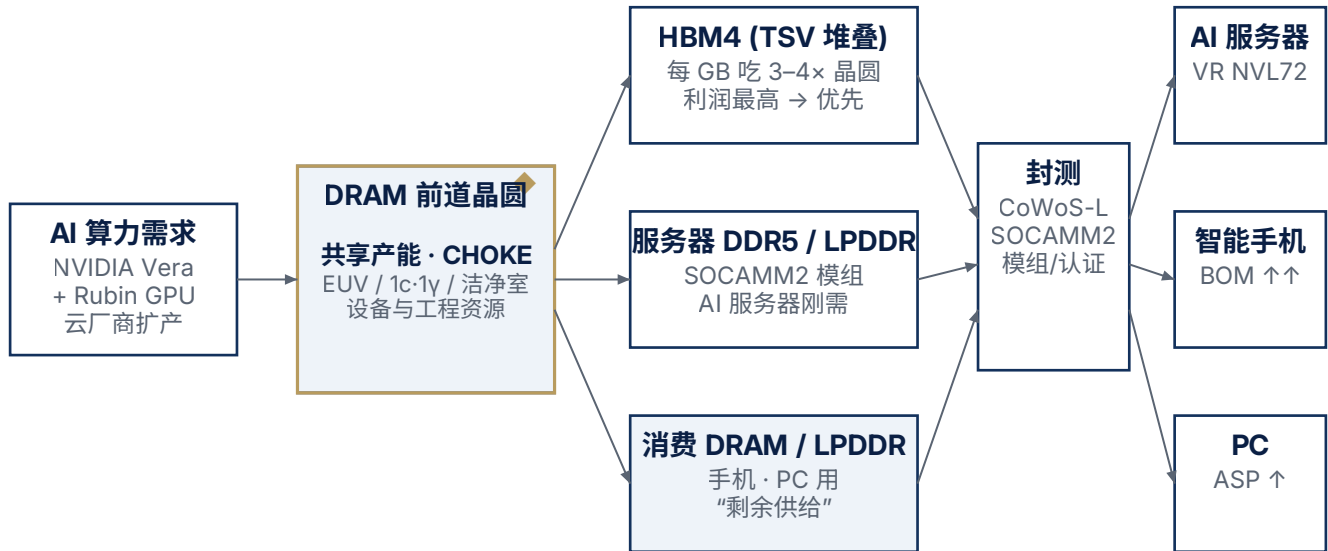 AI 算力需求
NVIDIA Vera
+ Rubin GPU
云厂商扩产
DRAM 前道晶圆
共享产能 · CHOKE
EUV / 1c·1γ / 洁净室
设备与工程资源
HBM4 (TSV 堆叠)
每 GB 吃 3–4× 晶圆
利润最高 → 优先
服务器 DDR5 / LPDDR
SOCAMM2 模组
AI 服务器刚需
消费 DRAM / LPDDR
手机 · PC 用
“剩余供给”
封测
CoWoS-L
SOCAMM2
模组/认证
AI 服务器
VR NVL72
智能手机
BOM ↑↑
PC
ASP ↑